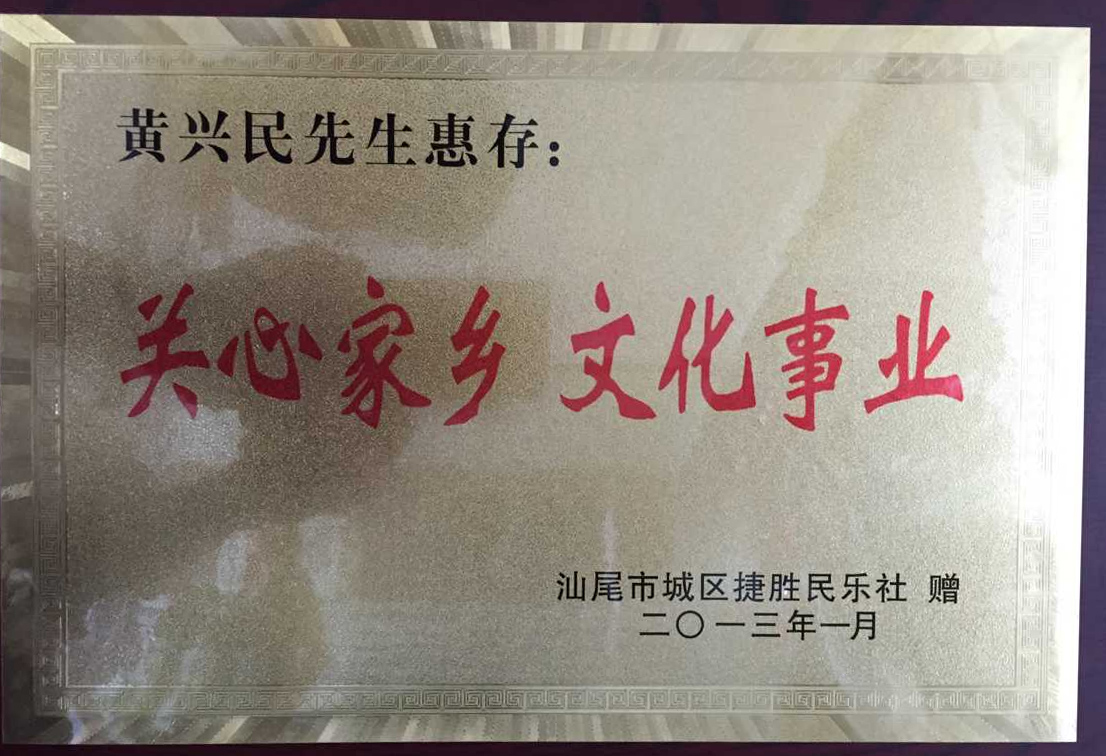 黄兴民先生惠存：
关心家乡 文化事业
汕尾市城区捷胜民乐社 赠
二〇一三年一月